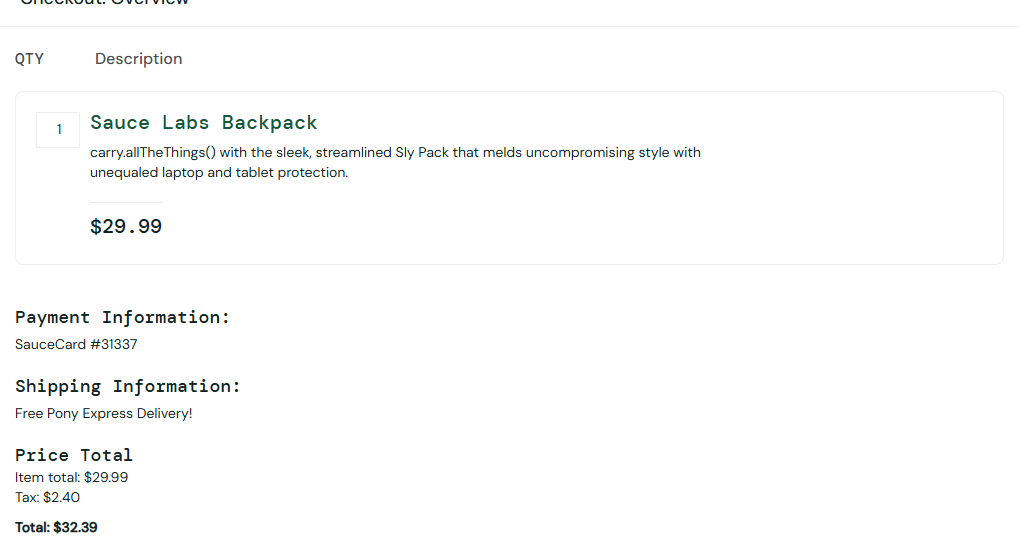 Checkout: Overview
QTY Description
1
Sauce Labs Backpack
carry.allTheThings() with the sleek, streamlined Sly Pack that melds uncompromising style with
unequaled laptop and tablet protection.
$29.99
Payment Information:
SauceCard #31337
Shipping Information:
Free Pony Express Delivery!
Price Total
Item total: $29.99
Tax: $2.40
Total: $32.39